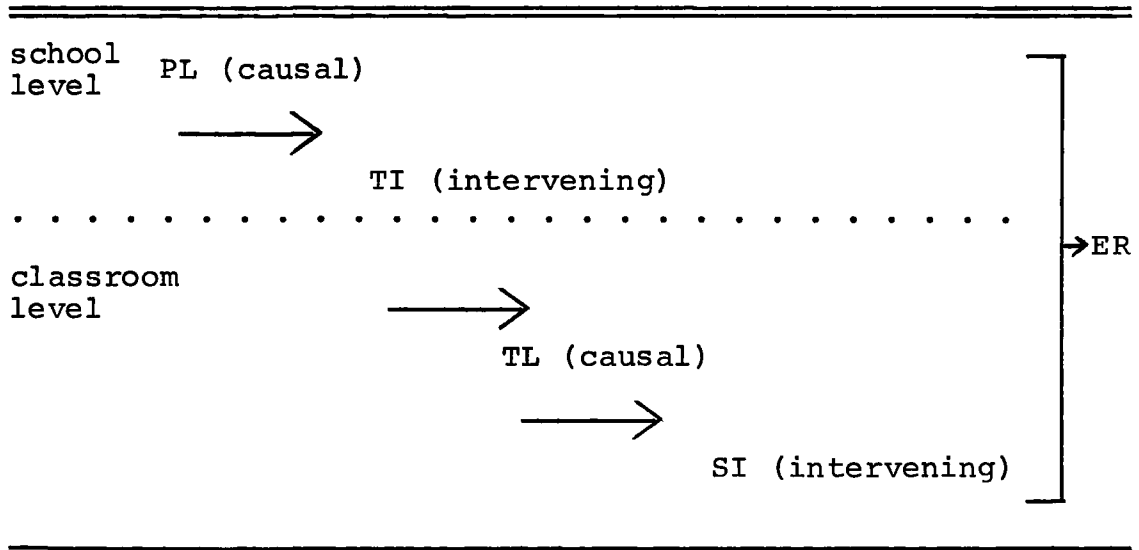 school
level
PL (causal)
TI (intervening)
ER
classroom
level
TL (causal)
SI (intervening)